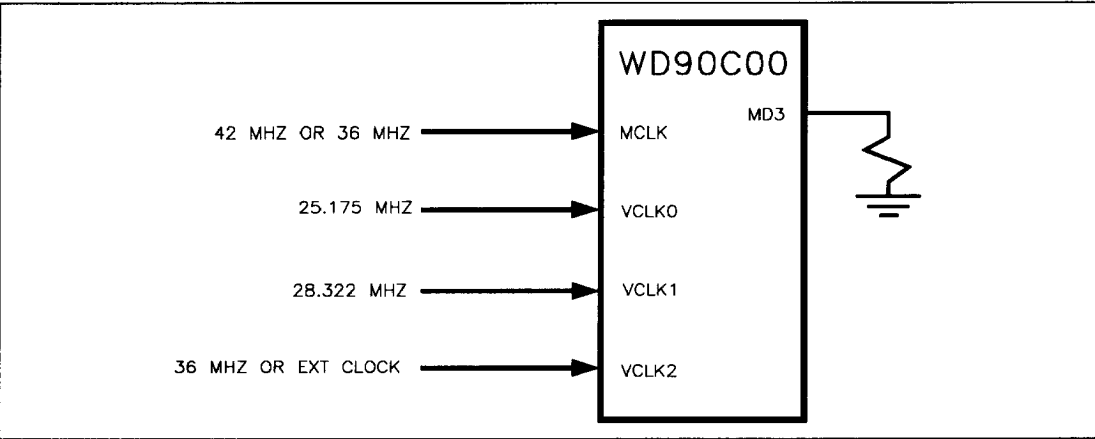 WD90C00
MD3
42 MHZ OR 36 MHZ
MCLK
25.175 MHZ
VCLK0
28.322 MHZ
VCLK1
36 MHZ OR EXT CLOCK
VCLK2